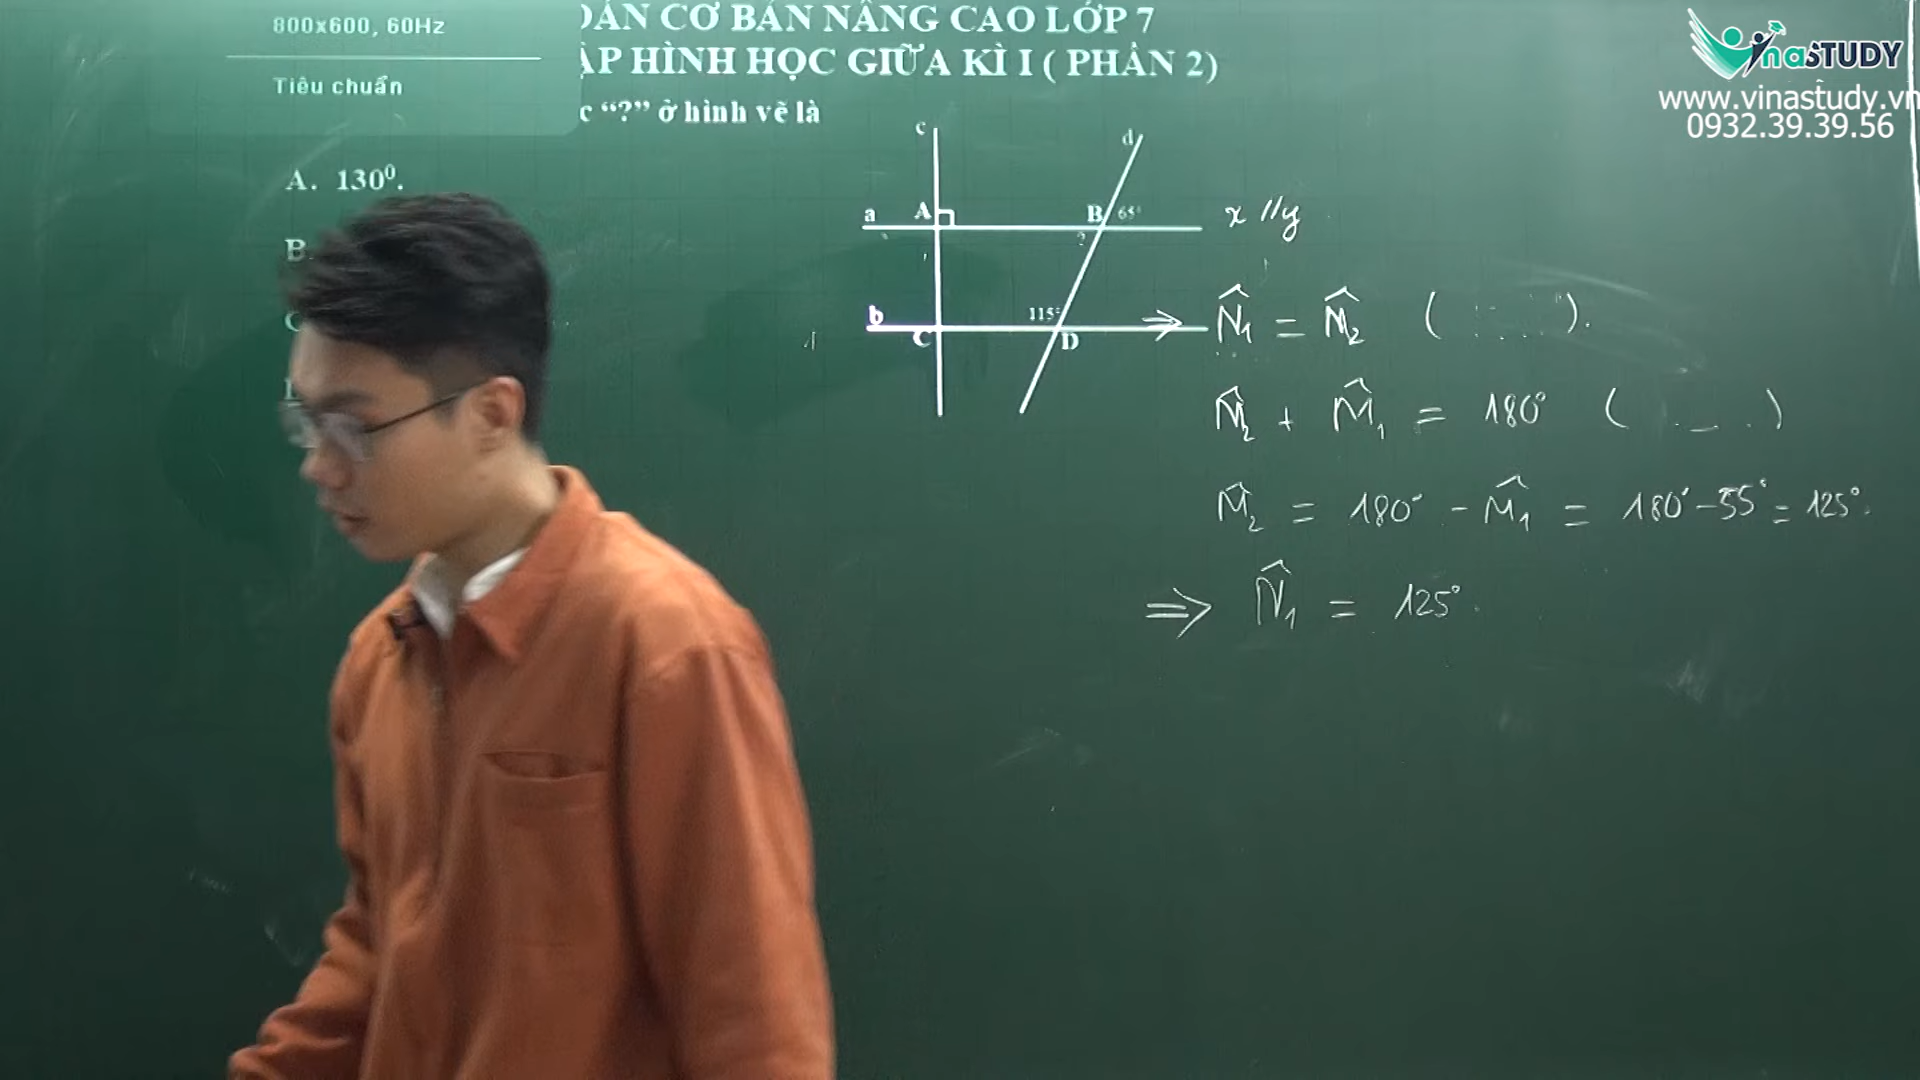 800x600, 60Hz
Tiêu chuẩn
OÁN CƠ BẢN NÂNG CAO LỚP 7
ẬP HÌNH HỌC GIỮA KÌ I ( PHẦN 2)
c “?” ở hình vẽ là
A. 130⁰.
B.
c
d
a
A
B
65°
?
b
115°
C
D
x // y
⇒ N̂₁ = M̂₂ ( ).
M̂₂ + M̂₁ = 180° ( )
M̂₂ = 180° - M̂₁ = 180° - 55° = 125°.
⇒ N̂₁ = 125°.
VinaSTUDY
www.vinastudy.vn
0932.39.39.56